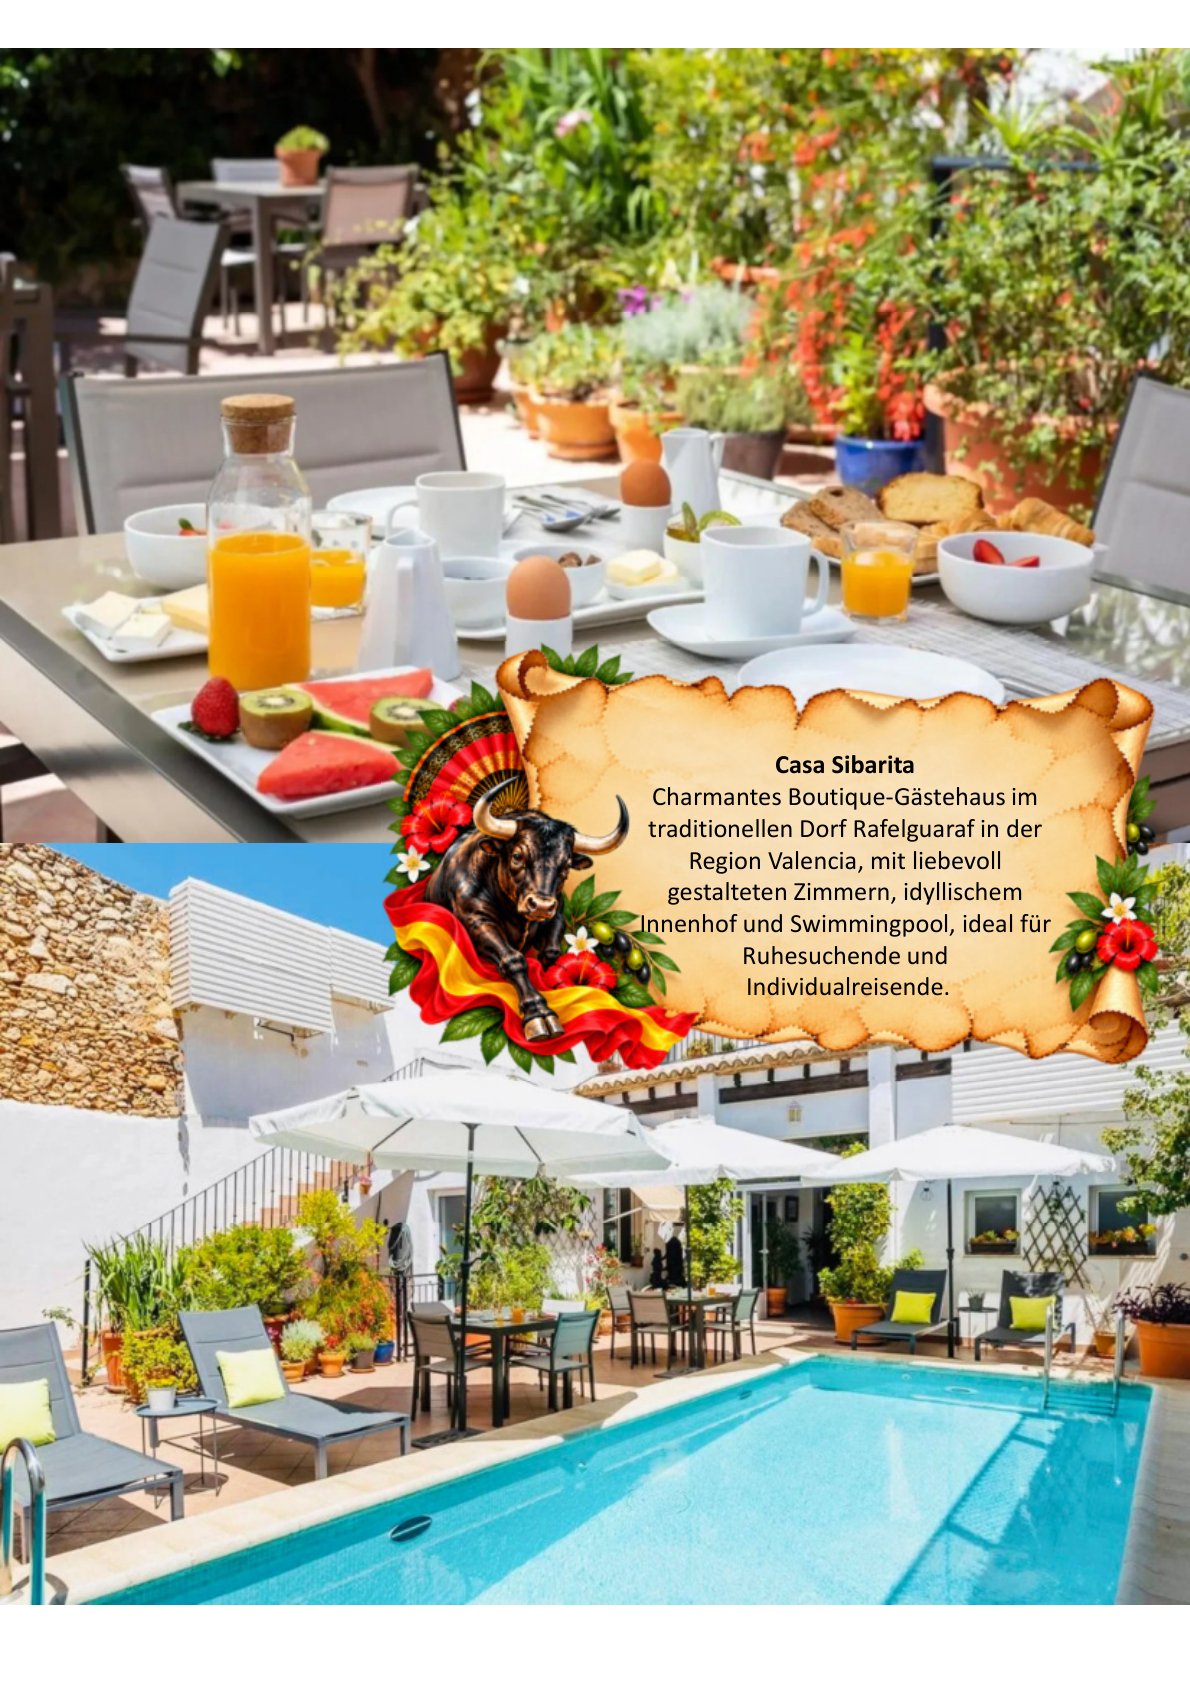 Casa Sibarita
Charmantes Boutique-Gästehaus im
traditionellen Dorf Rafelguaraf in der
Region Valencia, mit liebevoll
gestalteten Zimmern, idyllischem
Innenhof und Swimmingpool, ideal für
Ruhesuchende und
Individualreisende.